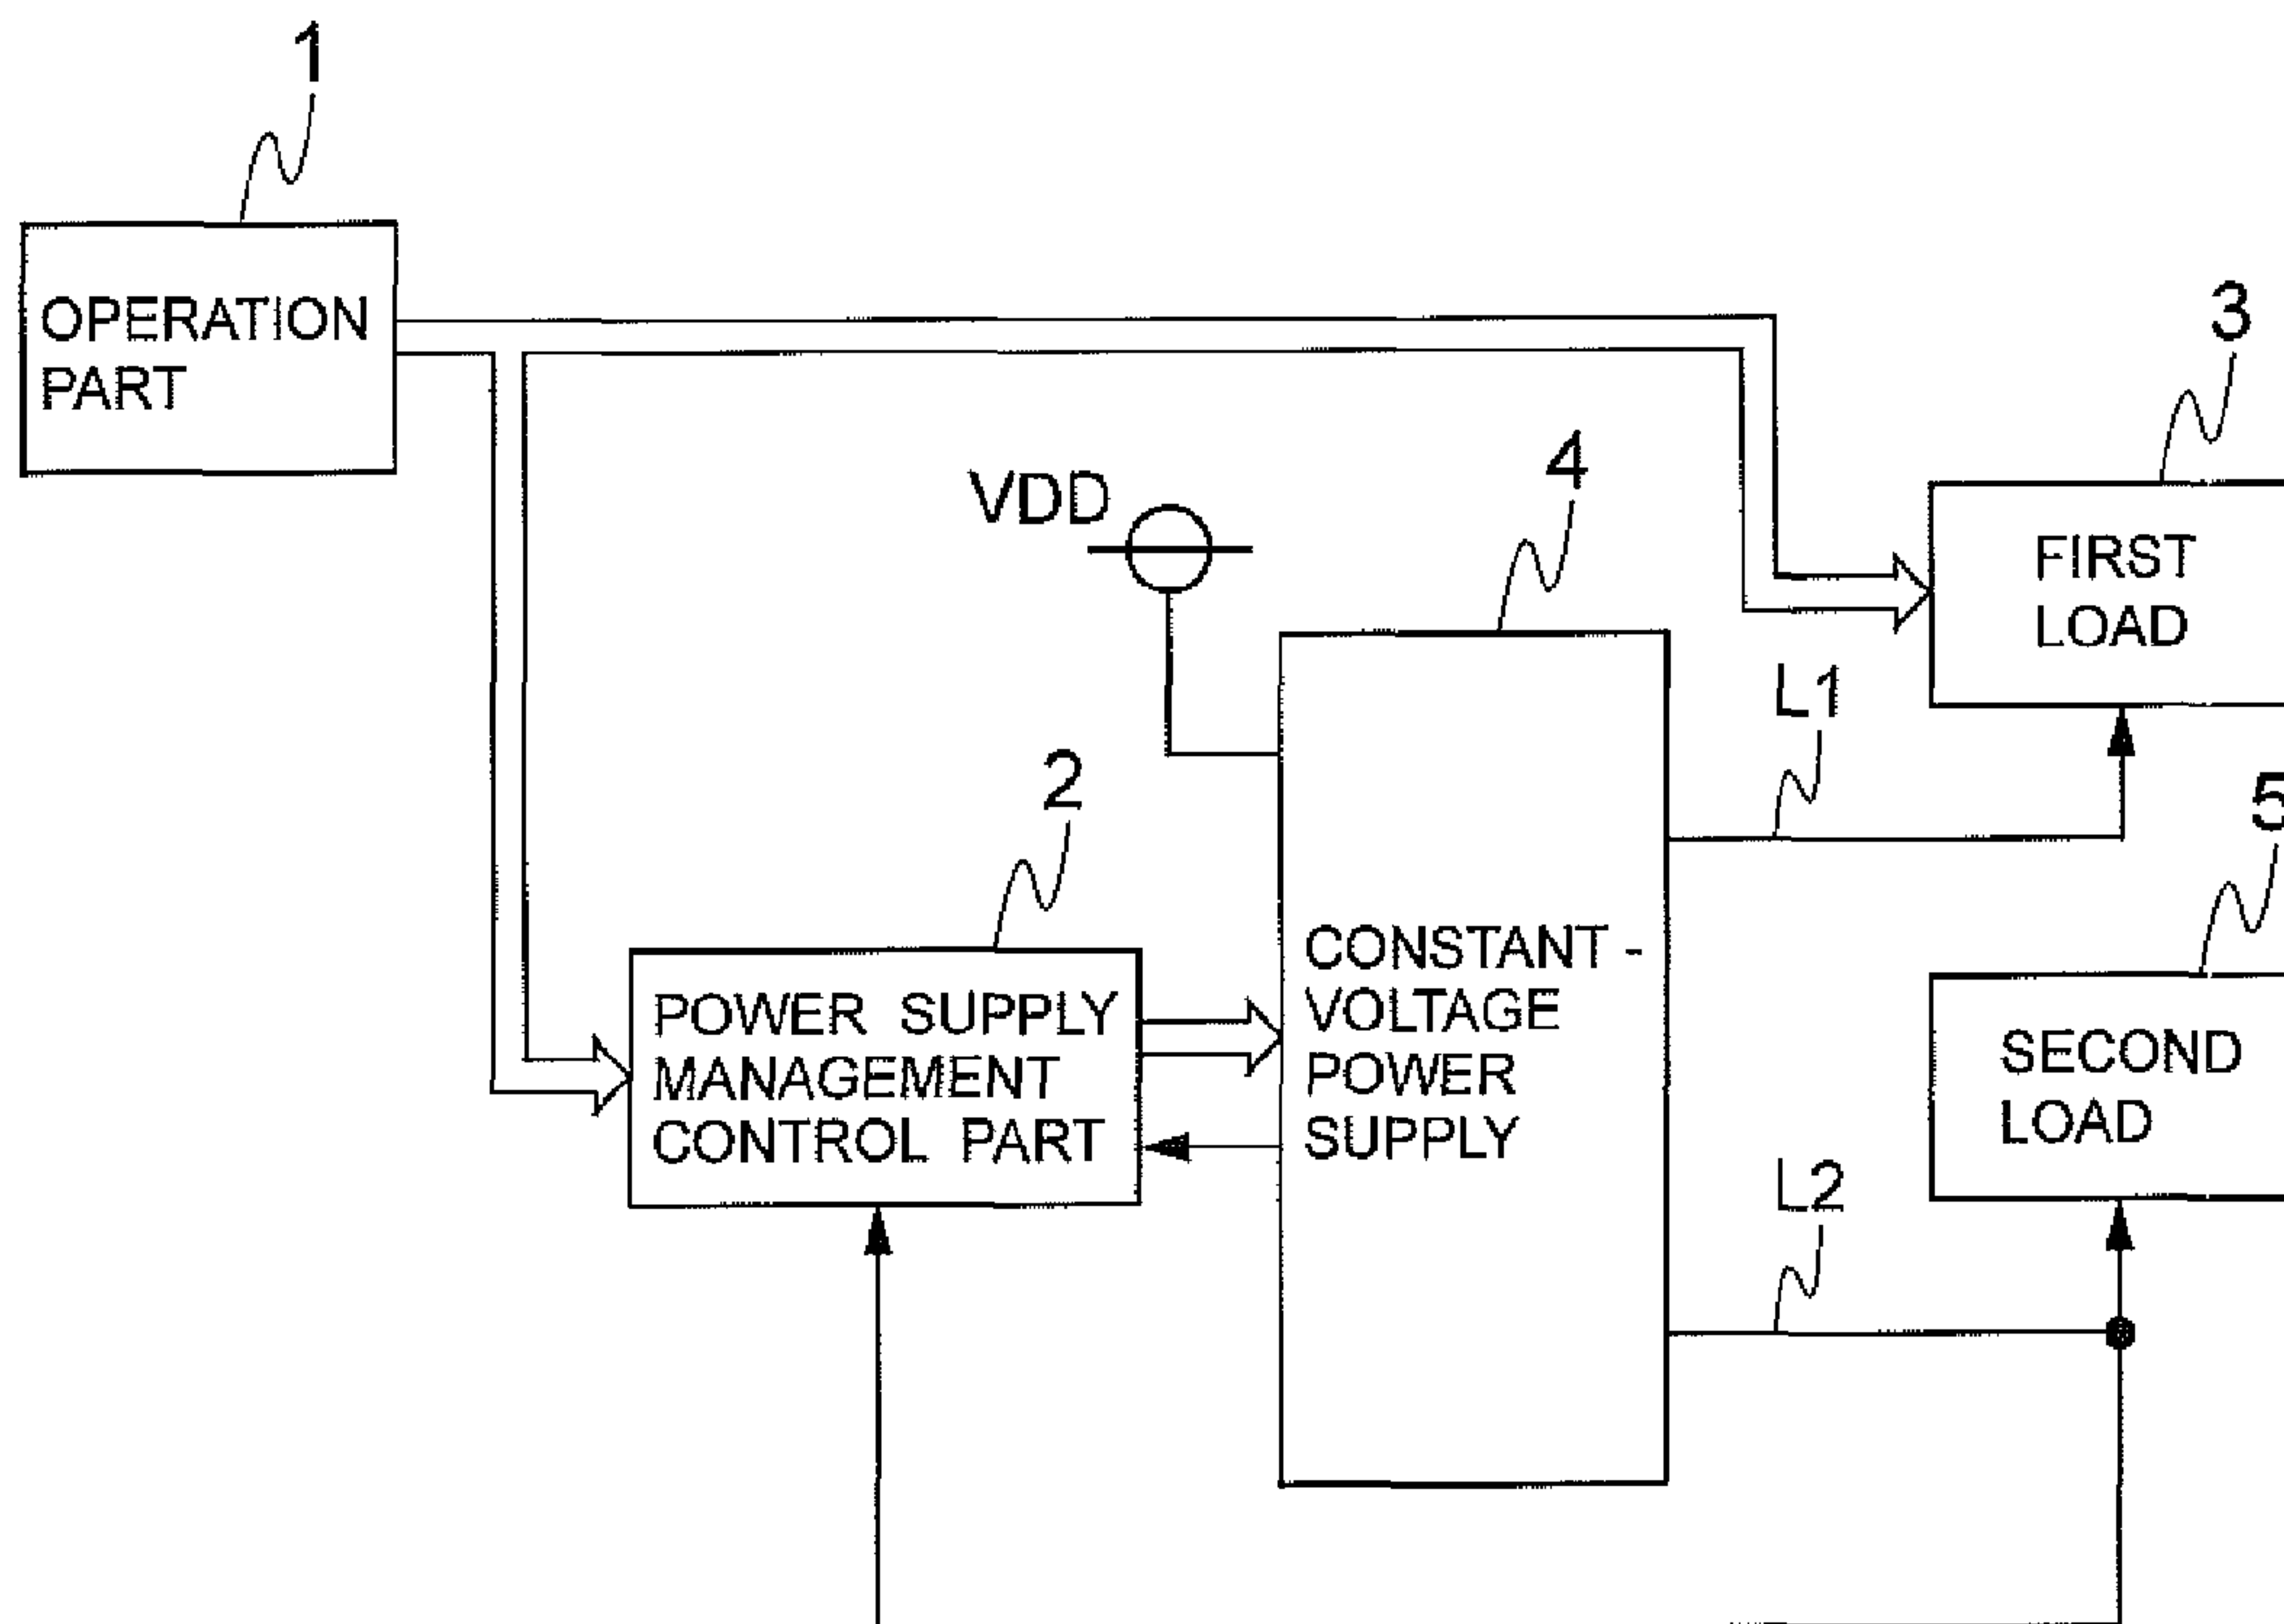 1
OPERATION
PART
3
FIRST
LOAD
VDD
4
L1
5
2
CONSTANT -
VOLTAGE
POWER
SUPPLY
POWER SUPPLY
MANAGEMENT
CONTROL PART
SECOND
LOAD
L2